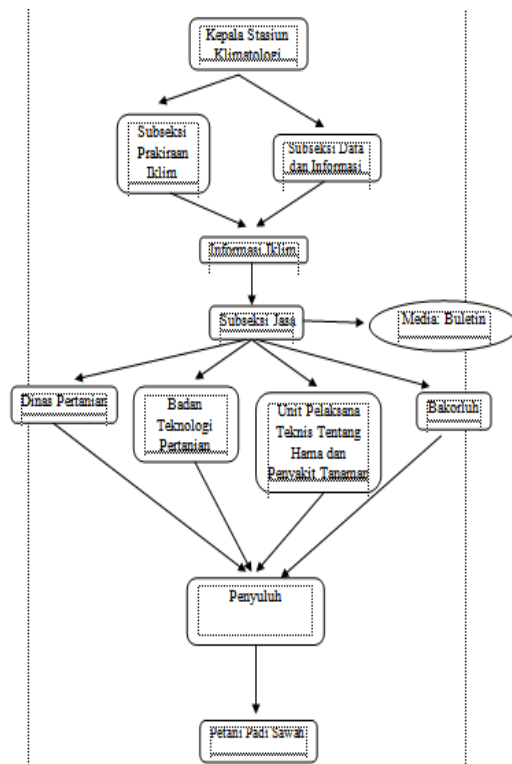 Kepala Stasiun
Klimatologi
Subseksi
Prakiraan
Iklim
Subseksi Data
dan Informasi
Informasi Iklim
Subseksi Jasa
Media: Buletin
Dinas Pertanian
Badan
Teknologi
Pertanian
Unit Pelaksana
Teknis Tentang
Hama dan
Penyakit Tanaman
Bakorluh
Penyuluh
Petani Padi Sawah